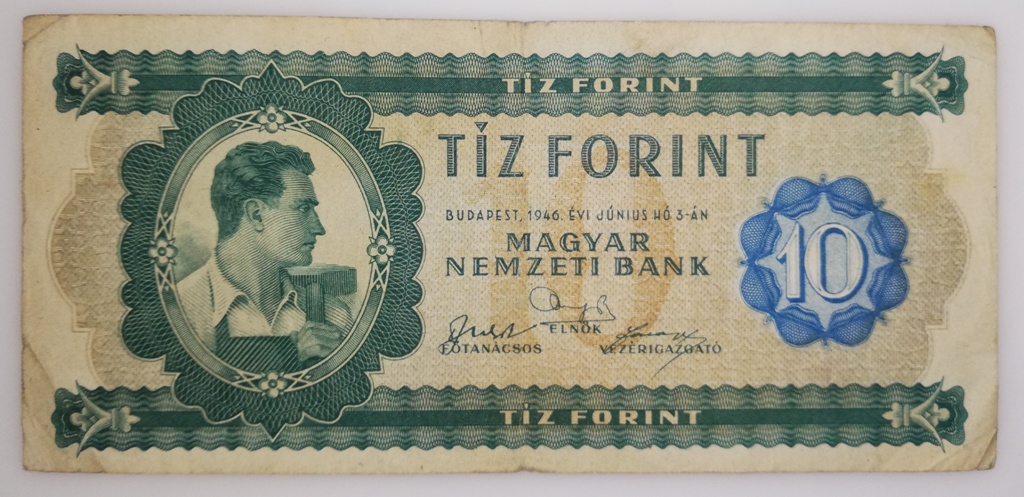 TÍZ FORINT
TÍZ FORINT
BUDAPEST, 1946. ÉVI JÚNIUS HÓ 3-ÁN
MAGYAR
NEMZETI BANK
10
ELNÖK
FŐTANÁCSOS VEZÉRIGAZGATÓ
TÍZ FORINT